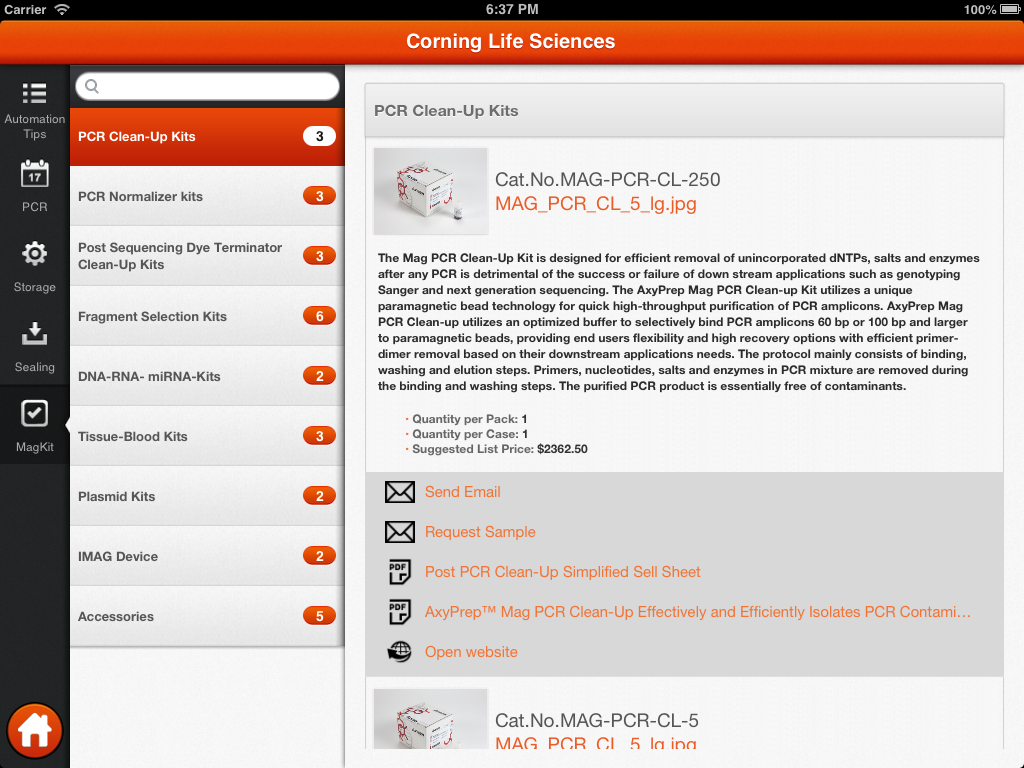 Carrier 6:37 PM 100%
Corning Life Sciences
Automation
Tips
17
PCR
Storage
Sealing
MagKit
PCR Clean-Up Kits 3
PCR Normalizer kits 3
Post Sequencing Dye Terminator
Clean-Up Kits 3
Fragment Selection Kits 6
DNA-RNA- miRNA-Kits 2
Tissue-Blood Kits 3
Plasmid Kits 2
IMAG Device 2
Accessories 5
PCR Clean-Up Kits
Cat.No.MAG-PCR-CL-250
MAG_PCR_CL_5_lg.jpg
The Mag PCR Clean-Up Kit is designed for efficient removal of unincorporated dNTPs, salts and enzymes
after any PCR is detrimental of the success or failure of down stream applications such as genotyping
Sanger and next generation sequencing. The AxyPrep Mag PCR Clean-up Kit utilizes a unique
paramagnetic bead technology for quick high-throughput purification of PCR amplicons. AxyPrep Mag
PCR Clean-up utilizes an optimized buffer to selectively bind PCR amplicons 60 bp or 100 bp and larger
to paramagnetic beads, providing end users flexibility and high recovery options with efficient primer-
dimer removal based on their downstream applications needs. The protocol mainly consists of binding,
washing and elution steps. Primers, nucleotides, salts and enzymes in PCR mixture are removed during
the binding and washing steps. The purified PCR product is essentially free of contaminants.
· Quantity per Pack: 1
· Quantity per Case: 1
· Suggested List Price: $2362.50
Send Email
Request Sample
PDF Post PCR Clean-Up Simplified Sell Sheet
PDF AxyPrep™ Mag PCR Clean-Up Effectively and Efficiently Isolates PCR Contami...
Open website
Cat.No.MAG-PCR-CL-5
MAG_PCR_CL_5_lg.jpg